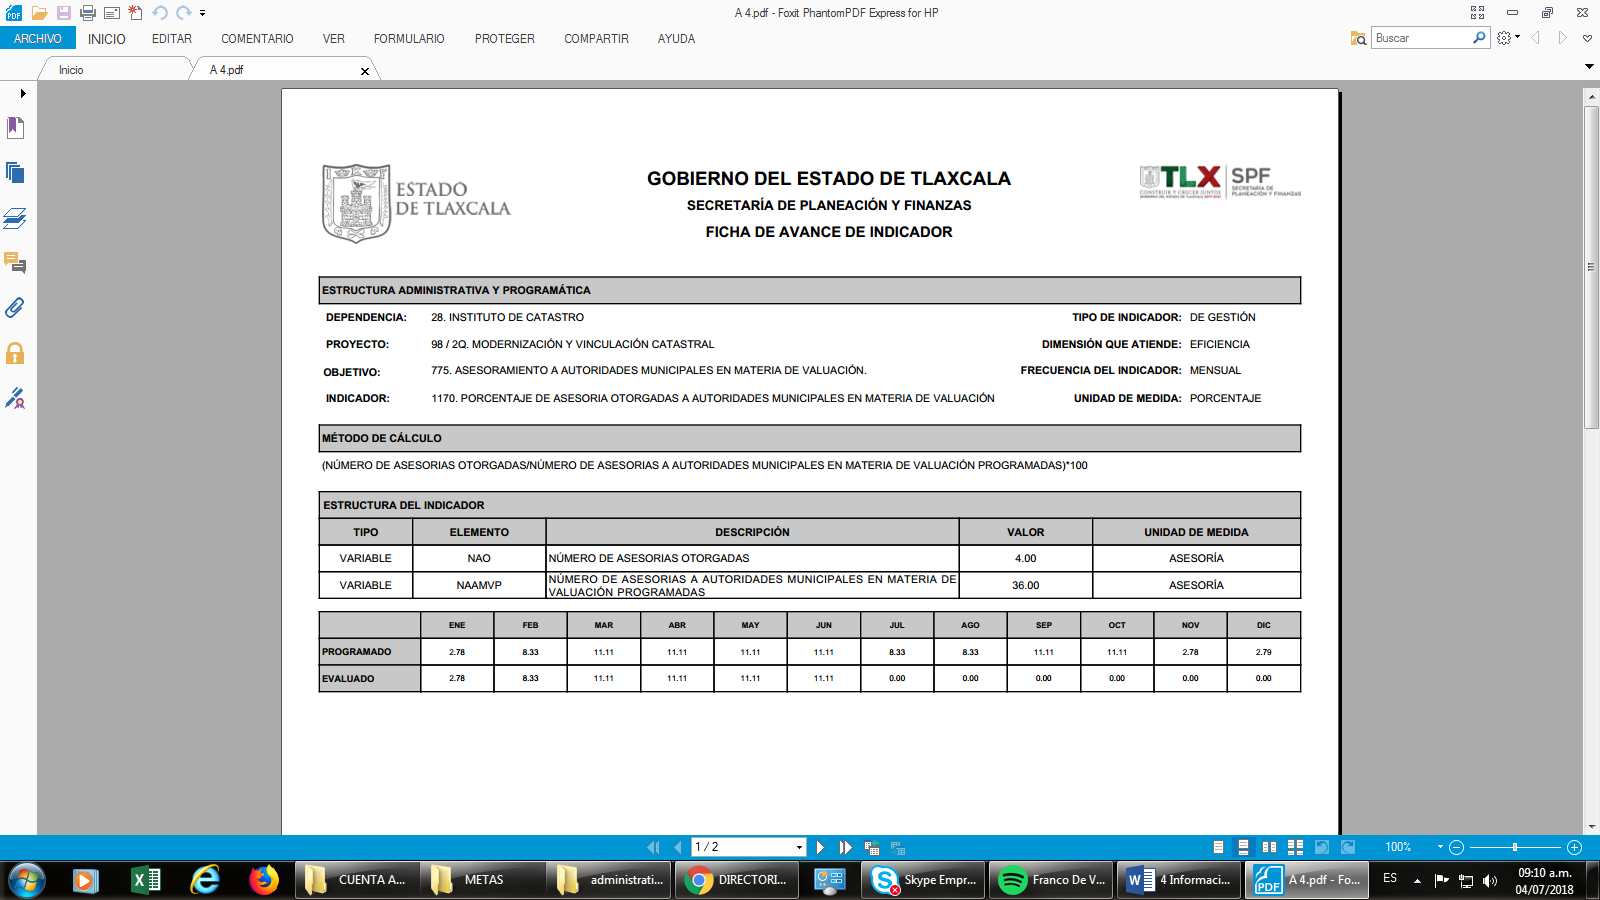 A 4.pdf - Foxit PhantomPDF Express for HP
ARCHIVO INICIO EDITAR COMENTARIO VER FORMULARIO PROTEGER COMPARTIR AYUDA Buscar
Inicio A 4.pdf
ESTADO DE TLAXCALA
GOBIERNO DEL ESTADO DE TLAXCALA
SECRETARÍA DE PLANEACIÓN Y FINANZAS
FICHA DE AVANCE DE INDICADOR
TLX SPF
CONSTRUIR Y CRECER JUNTOS
SECRETARÍA DE
PLANEACIÓN Y FINANZAS
ESTRUCTURA ADMINISTRATIVA Y PROGRAMÁTICA
DEPENDENCIA: 28. INSTITUTO DE CATASTRO TIPO DE INDICADOR: DE GESTIÓN
PROYECTO: 98 / 2Q. MODERNIZACIÓN Y VINCULACIÓN CATASTRAL DIMENSIÓN QUE ATIENDE: EFICIENCIA
OBJETIVO: 775. ASESORAMIENTO A AUTORIDADES MUNICIPALES EN MATERIA DE VALUACIÓN. FRECUENCIA DEL INDICADOR: MENSUAL
INDICADOR: 1170. PORCENTAJE DE ASESORIA OTORGADAS A AUTORIDADES MUNICIPALES EN MATERIA DE VALUACIÓN UNIDAD DE MEDIDA: PORCENTAJE
MÉTODO DE CÁLCULO
(NÚMERO DE ASESORIAS OTORGADAS/NÚMERO DE ASESORIAS A AUTORIDADES MUNICIPALES EN MATERIA DE VALUACIÓN PROGRAMADAS)*100
ESTRUCTURA DEL INDICADOR
TIPO ELEMENTO DESCRIPCIÓN VALOR UNIDAD DE MEDIDA
VARIABLE NAO NÚMERO DE ASESORIAS OTORGADAS 4.00 ASESORÍA
VARIABLE NAAMVP NÚMERO DE ASESORIAS A AUTORIDADES MUNICIPALES EN MATERIA DE VALUACIÓN PROGRAMADAS 36.00 ASESORÍA
ENE FEB MAR ABR MAY JUN JUL AGO SEP OCT NOV DIC
PROGRAMADO 2.78 8.33 11.11 11.11 11.11 11.11 8.33 8.33 11.11 11.11 2.78 2.79
EVALUADO 2.78 8.33 11.11 11.11 11.11 11.11 0.00 0.00 0.00 0.00 0.00 0.00
1 / 2 100%
CUENTA A... METAS administrati... DIRECTORI... Skype Empr... Franco De V... 4 Informaci... A 4.pdf - Fo... ES 09:10 a.m.
04/07/2018